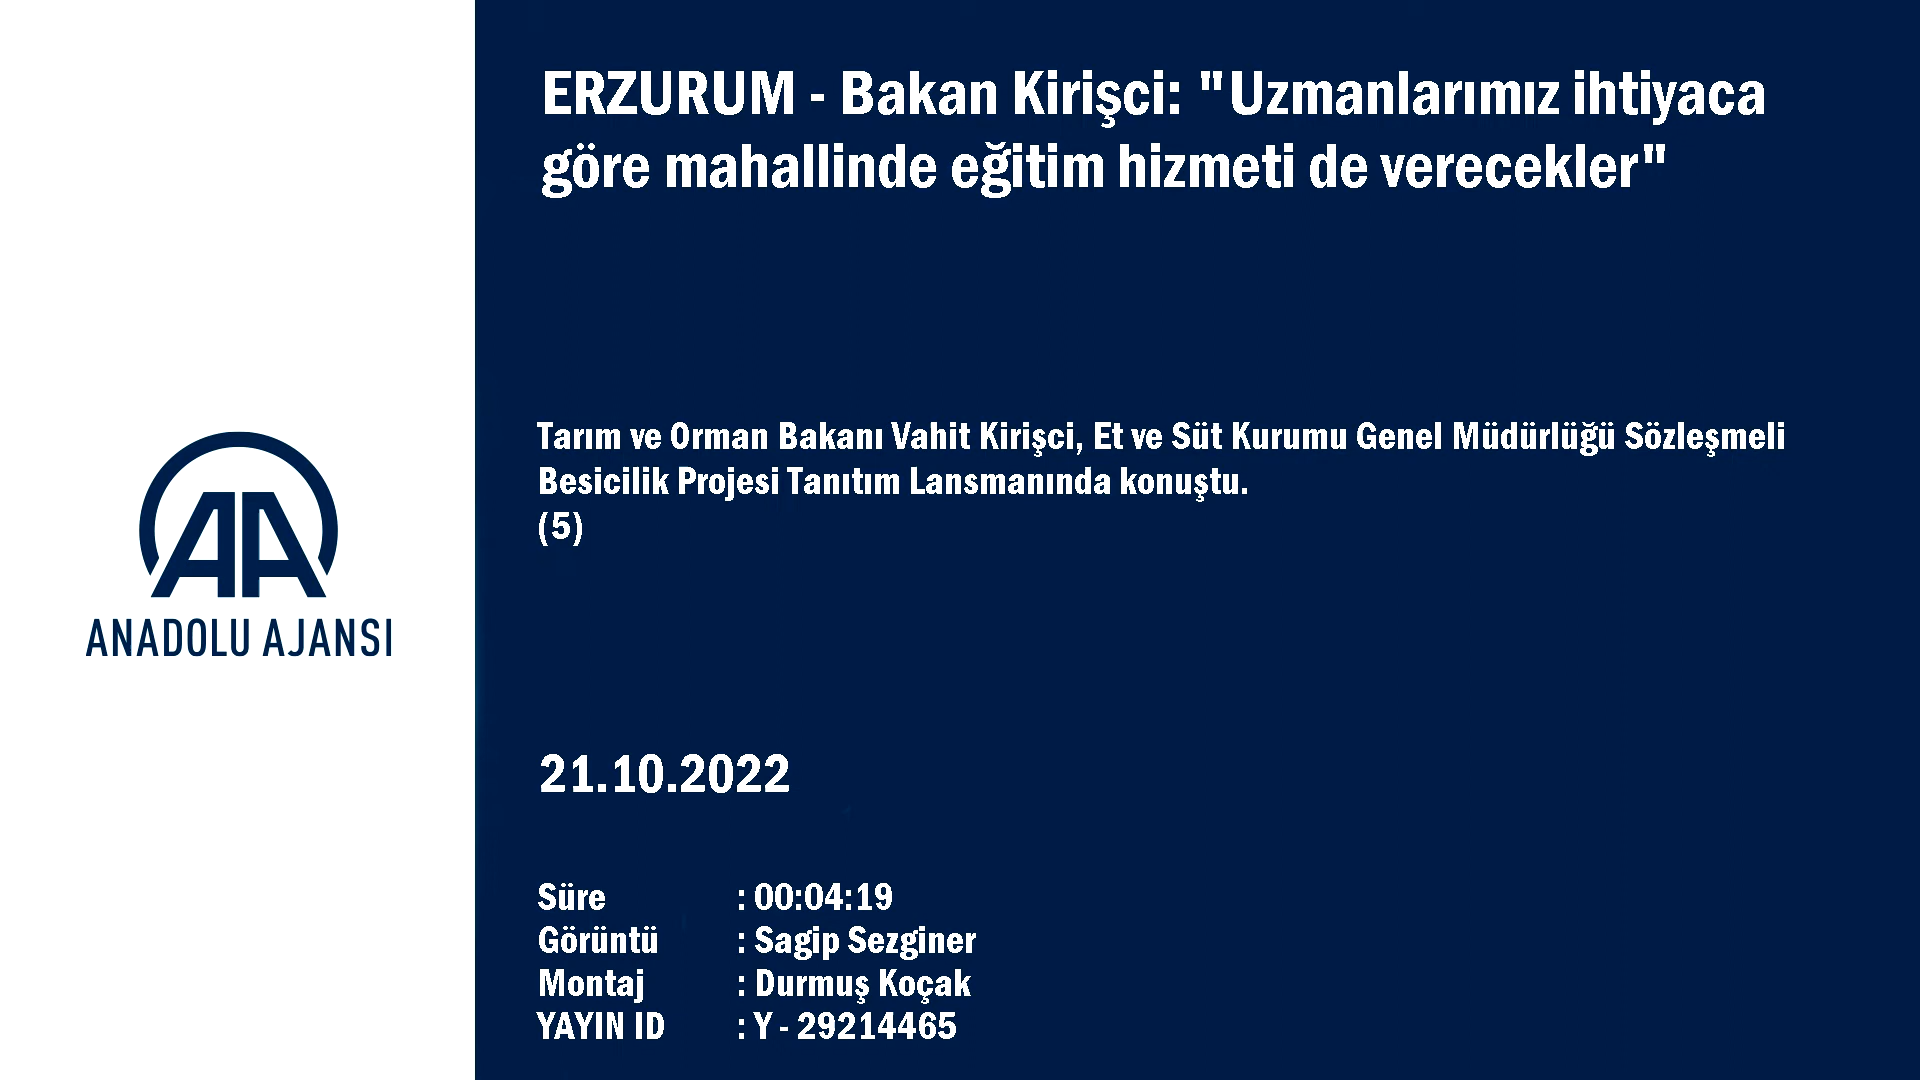 ERZURUM - Bakan Kirişci: "Uzmanlarımız ihtiyaca
göre mahallinde eğitim hizmeti de verecekler"
Tarım ve Orman Bakanı Vahit Kirişci, Et ve Süt Kurumu Genel Müdürlüğü Sözleşmeli
Besicilik Projesi Tanıtım Lansmanında konuştu.
(5)
AA
ANADOLU AJANSI
21.10.2022
Süre : 00:04:19
Görüntü : Sagip Sezginer
Montaj : Durmuş Koçak
YAYIN ID : Y - 29214465